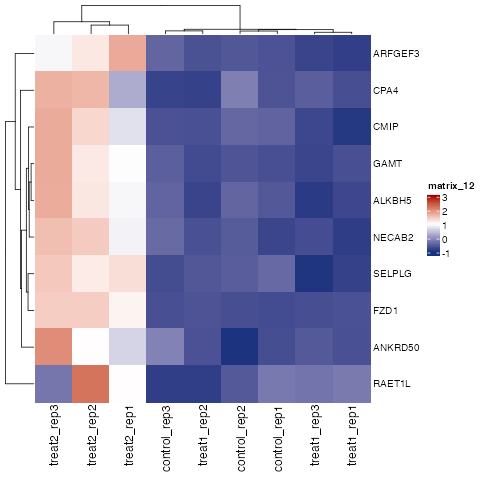 ARFGEF3
CPA4
CMIP
GAMT
ALKBH5
NECAB2
SELPLG
FZD1
ANKRD50
RAET1L
matrix_12
3
2
1
0
-1
treat2_rep3
treat2_rep2
treat2_rep1
control_rep3
treat1_rep2
control_rep2
control_rep1
treat1_rep3
treat1_rep1